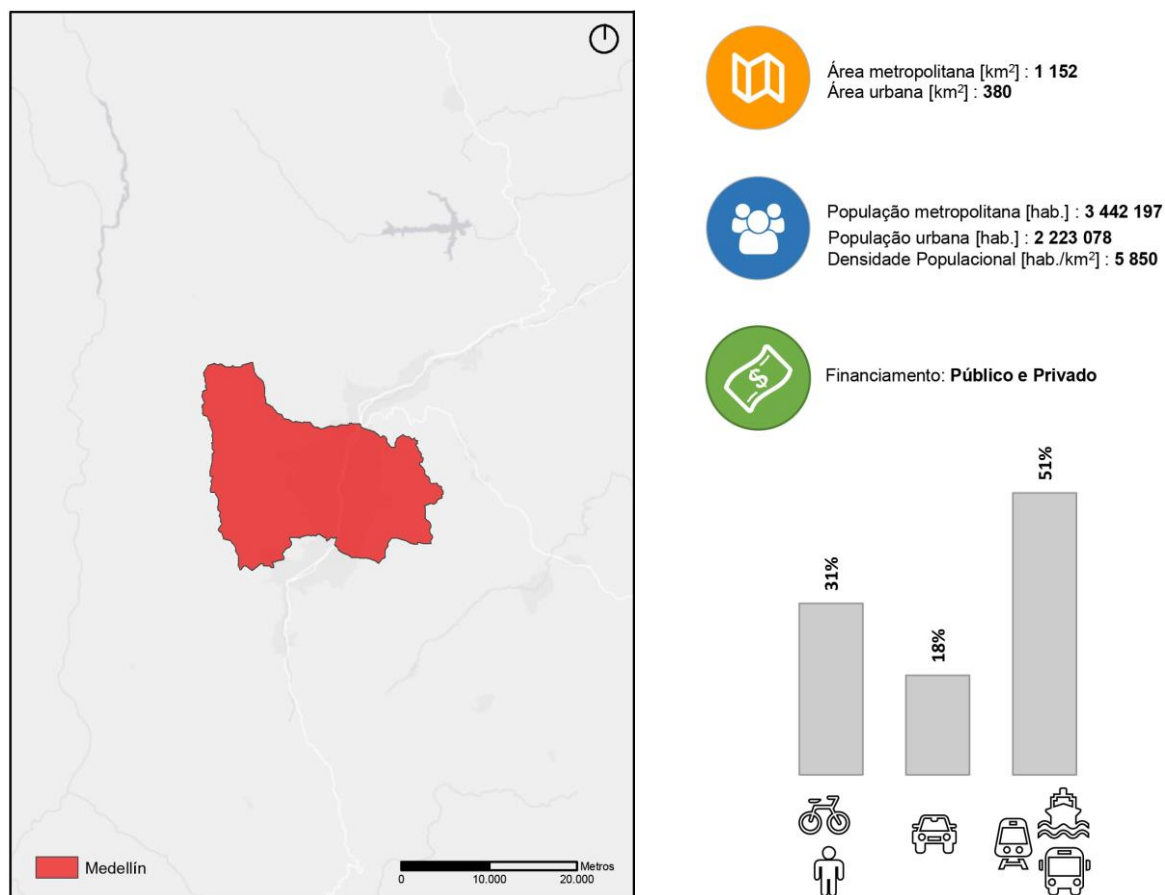 Medellín
Metros
0 10.000 20.000
Área metropolitana [km²] : 1 152
Área urbana [km²] : 380
População metropolitana [hab.] : 3 442 197
População urbana [hab.] : 2 223 078
Densidade Populacional [hab./km²] : 5 850
$
Financiamento: Público e Privado
31%
18%
51%